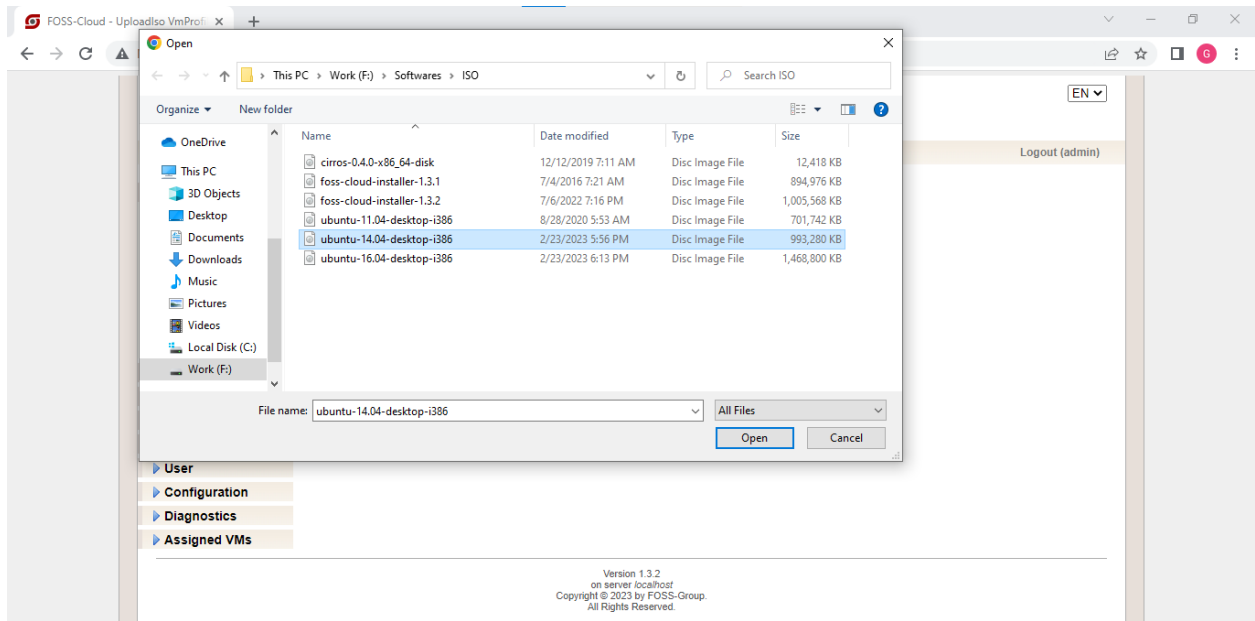 FOSS-Cloud - UploadIso VmProfi
Open
This PC > Work (F:) > Softwares > ISO
Search ISO
G
Organize
New folder
EN
Logout (admin)
OneDrive
This PC
3D Objects
Desktop
Documents
Downloads
Music
Pictures
Videos
Local Disk (C:)
Work (F:)
Name Date modified Type Size
cirros-0.4.0-x86_64-disk 12/12/2019 7:11 AM Disc Image File 12,418 KB
foss-cloud-installer-1.3.1 7/4/2016 7:21 AM Disc Image File 894,976 KB
foss-cloud-installer-1.3.2 7/6/2022 7:16 PM Disc Image File 1,005,568 KB
ubuntu-11.04-desktop-i386 8/28/2020 5:53 AM Disc Image File 701,742 KB
ubuntu-14.04-desktop-i386 2/23/2023 5:56 PM Disc Image File 993,280 KB
ubuntu-16.04-desktop-i386 2/23/2023 6:13 PM Disc Image File 1,468,800 KB
File name: ubuntu-14.04-desktop-i386 All Files
Open Cancel
User
Configuration
Diagnostics
Assigned VMs
Version 1.3.2
on server localhost
Copyright © 2023 by FOSS-Group.
All Rights Reserved.